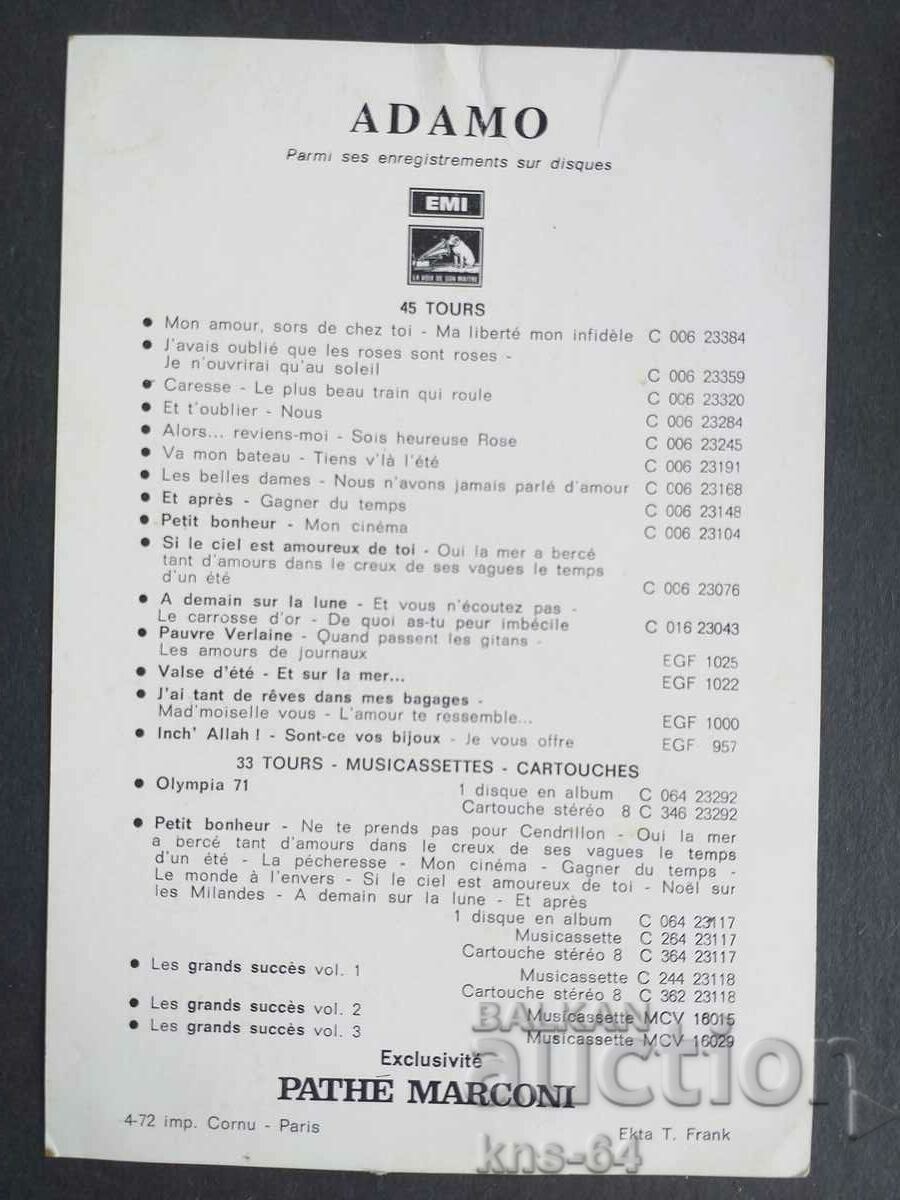 ADAMO
Parmi ses enregistrements sur disques
EMI
LA VOIX DE SON MAITRE
45 TOURS
• Mon amour, sors de chez toi - Ma liberté mon infidèle C 006 23384
• J'avais oublié que les roses sont roses -
Je n'ouvrirai qu'au soleil C 006 23359
• Caresse - Le plus beau train qui roule C 006 23320
• Et t'oublier - Nous C 006 23284
• Alors... reviens-moi - Sois heureuse Rose C 006 23245
• Va mon bateau - Tiens v'là l'été C 006 23191
• Les belles dames - Nous n'avons jamais parlé d'amour C 006 23168
• Et après - Gagner du temps C 006 23148
• Petit bonheur - Mon cinéma C 006 23104
• Si le ciel est amoureux de toi - Oui la mer a bercé
tant d'amours dans le creux de ses vagues le temps
d'un été C 006 23076
• A demain sur la lune - Et vous n'écoutez pas -
Le carrosse d'or - De quoi as-tu peur imbécile C 016 23043
• Pauvre Verlaine - Quand passent les gitans -
Les amours de journaux EGF 1025
• Valse d'été - Et sur la mer... EGF 1022
• J'ai tant de rêves dans mes bagages -
Mad'moiselle vous - L'amour te ressemble... EGF 1000
• Inch' Allah ! - Sont-ce vos bijoux - Je vous offre EGF 957
33 TOURS - MUSICASSETTES - CARTOUCHES
• Olympia 71 1 disque en album C 064 23292
Cartouche stéréo 8 C 346 23292
• Petit bonheur - Ne te prends pas pour Cendrillon - Oui la mer
a bercé tant d'amours dans le creux de ses vagues le temps
d'un été - La pécheresse - Mon cinéma - Gagner du temps -
Le monde à l'envers - Si le ciel est amoureux de toi - Noël sur
les Milandes - A demain sur la lune - Et après
1 disque en album C 064 23117
Musicassette C 264 23117
Cartouche stéréo 8 C 364 23117
• Les grands succès vol. 1 Musicassette C 244 23118
Cartouche stéréo 8 C 362 23118
• Les grands succès vol. 2 Musicassette MCV 16015
• Les grands succès vol. 3 Musicassette MCV 16029
Exclusivité
PATHÉ MARCONI
4-72 imp. Cornu - Paris Ekta T. Frank
BALKAN
auction
kns-64